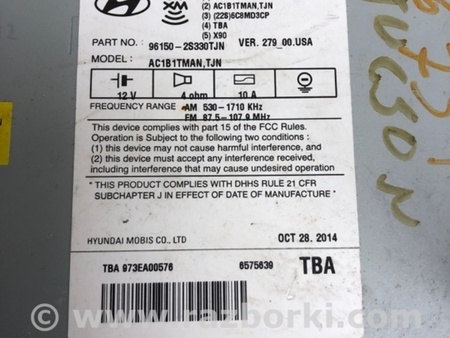 XM
(2) AC1B1TMAN,TJN
(3) (22S)6C8MD3CP
(4) TBA
(5) X90
PART NO. 96150-2S330TJN VER. 279_00.USA
MODEL : AC1B1TMAN,TJN
12 V 4 ohm 10 A
FREQUENCY RANGE AM 530-1710 KHz
FM 87.5-107.9 MHz
This device complies with part 15 of the FCC Rules.
Operation is Subject to the following two conditions :
(1) this device may not cause harmful interference, and
(2) this device must accept any interference received,
including interference that may cause undesired operation
" THIS PRODUCT COMPLIES WITH DHHS RULE 21 CFR
SUBCHAPTER J IN EFFECT OF DATE OF MANUFACTURE "
HYUNDAI MOBIS CO., LTD OCT 28. 2014
TBA 973EA00576 6575639 TBA
© www.razborki.com